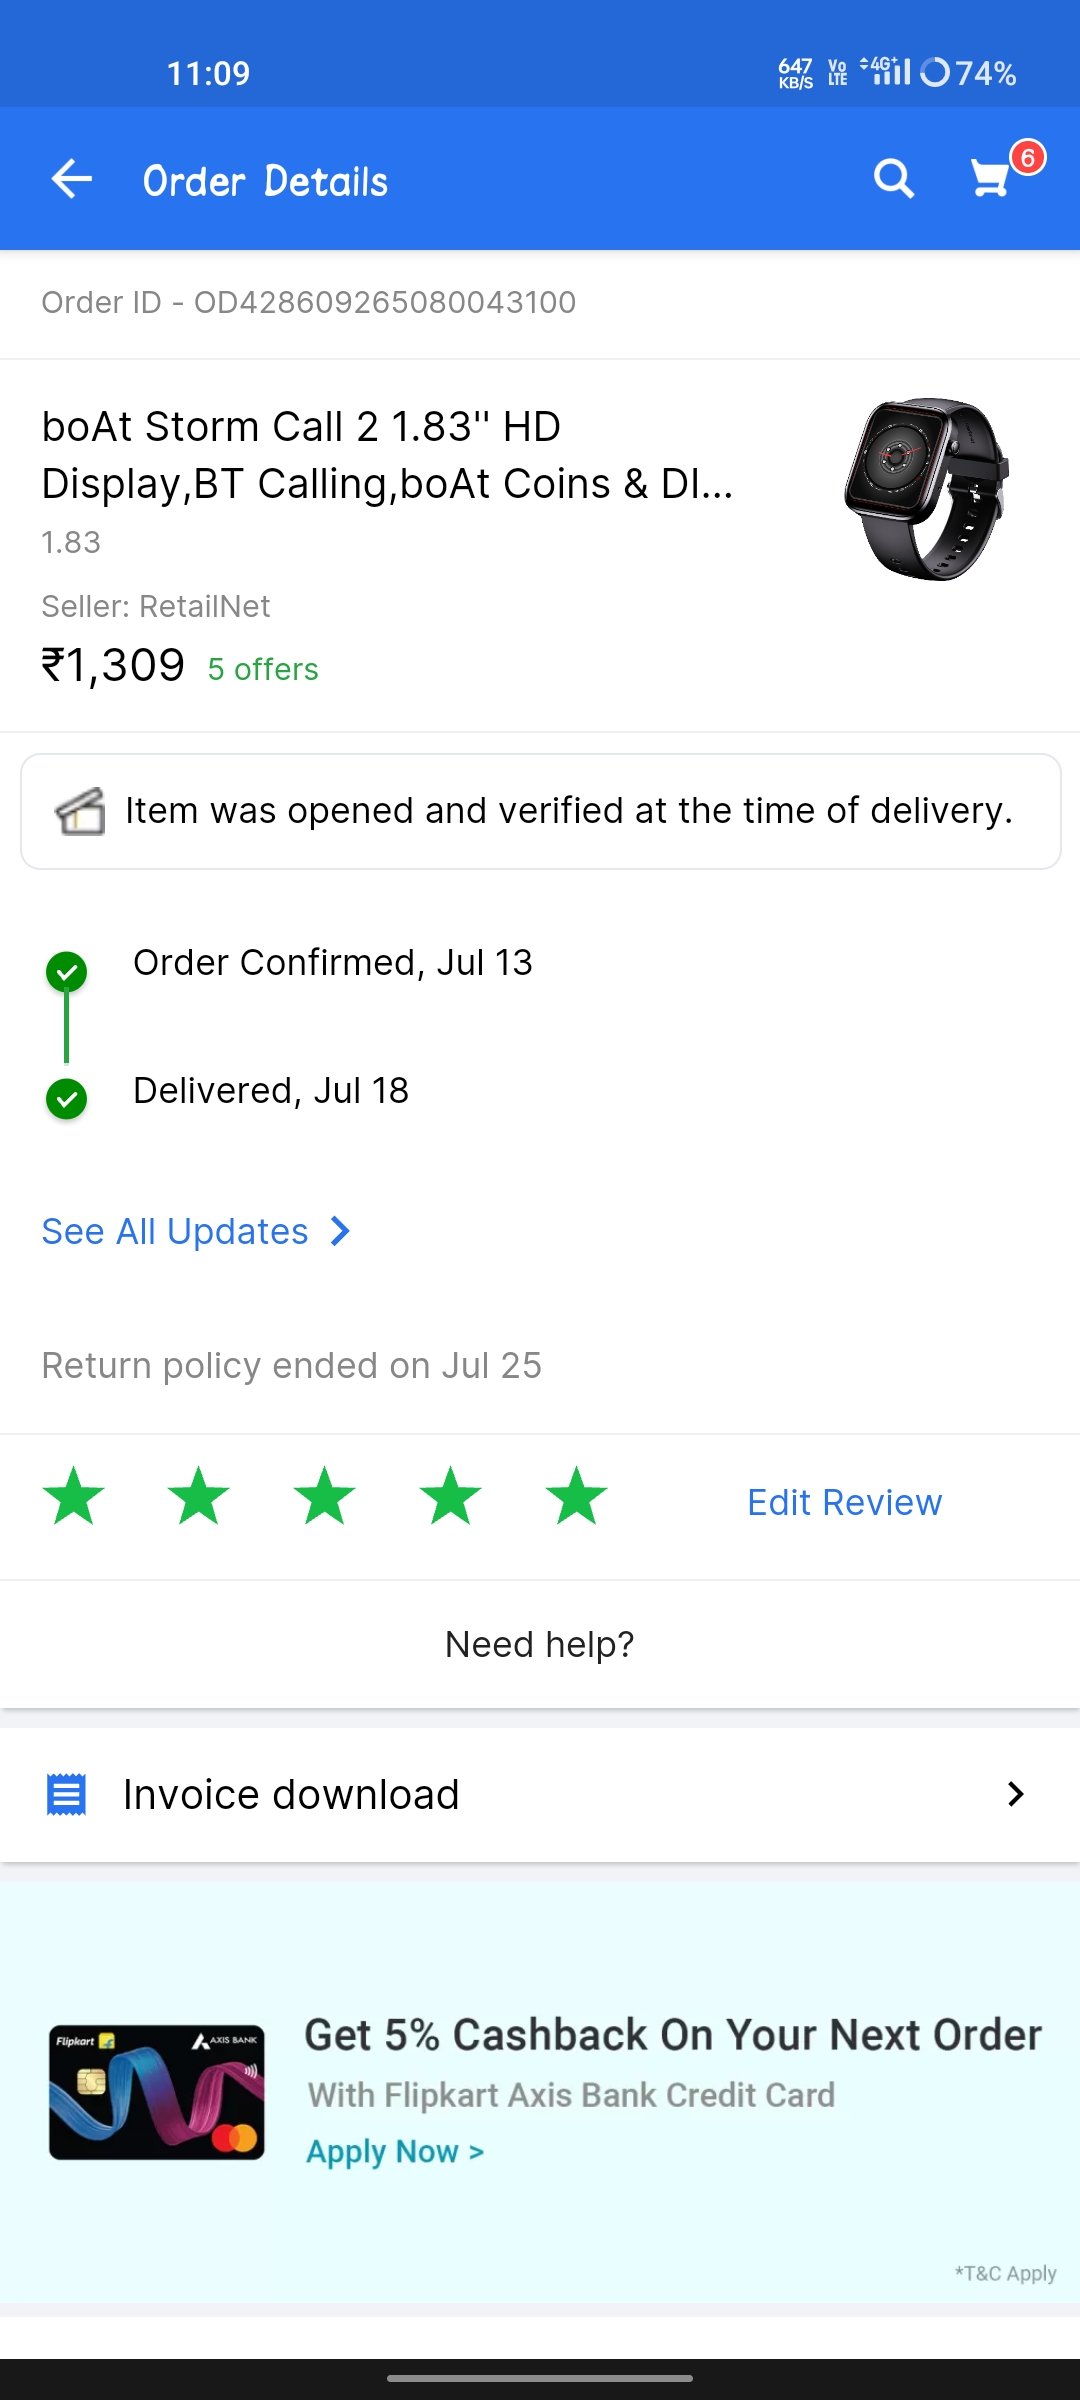 11:09
647 KB/S Vo LTE 4G+ 74%
Order Details
6
Order ID - OD428609265080043100
boAt Storm Call 2 1.83" HD
Display,BT Calling,boAt Coins & DI...
1.83
Seller: RetailNet
₹1,309 5 offers
Item was opened and verified at the time of delivery.
Order Confirmed, Jul 13
Delivered, Jul 18
See All Updates
Return policy ended on Jul 25
Edit Review
Need help?
Invoice download
Flipkart AXIS BANK
Get 5% Cashback On Your Next Order
With Flipkart Axis Bank Credit Card
Apply Now >
*T&C Apply